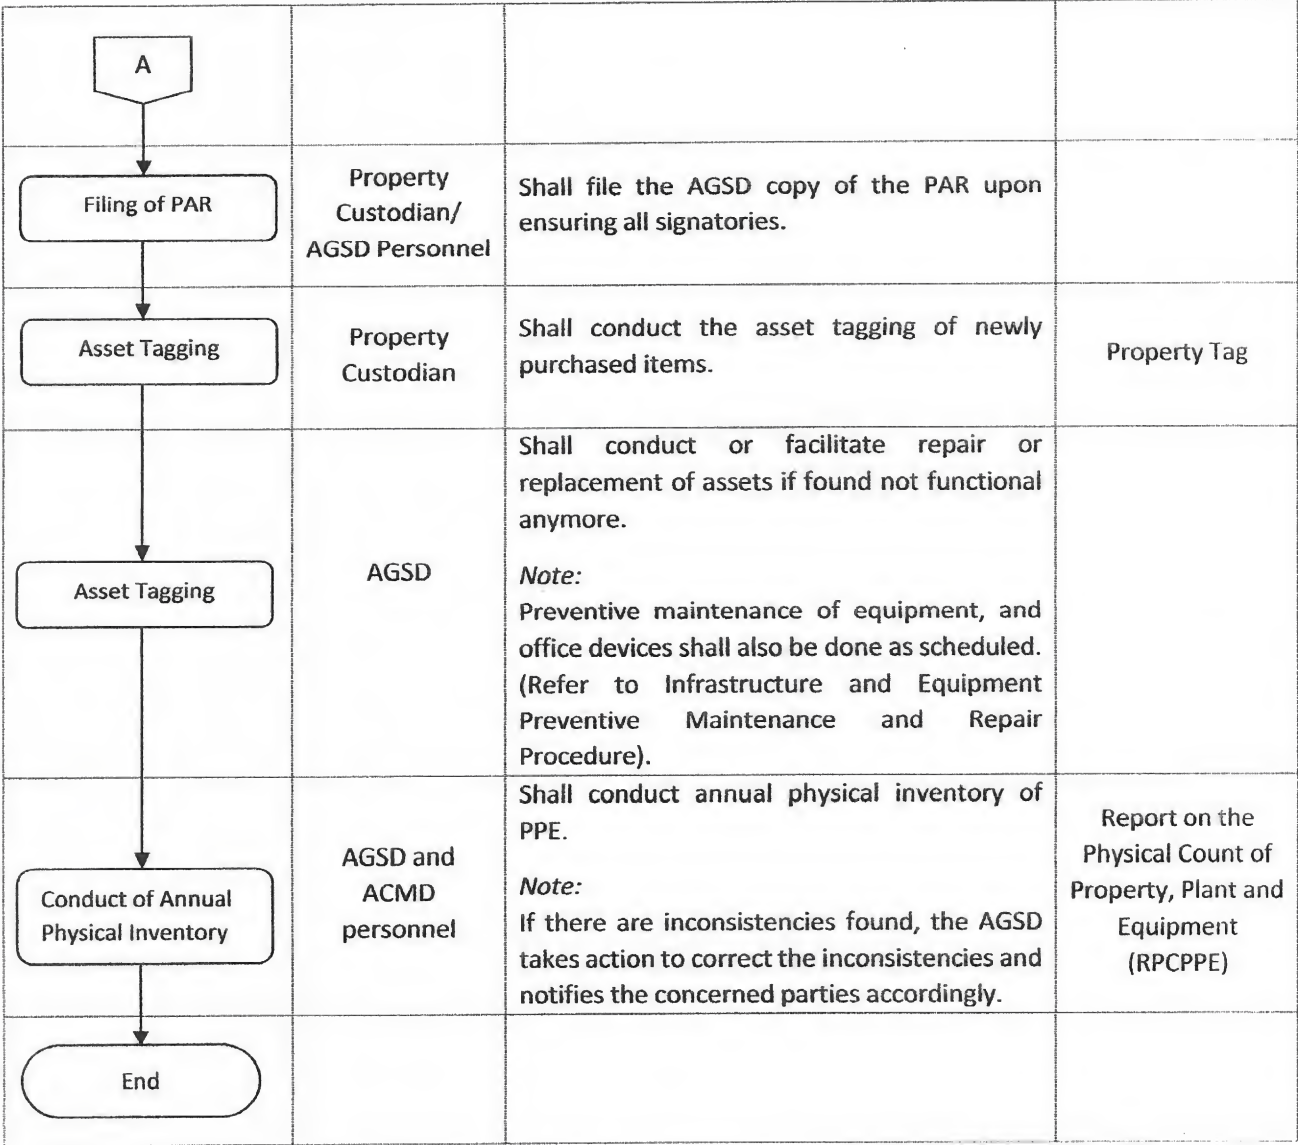 A
Filing of PAR
Property
Custodian/
AGSD Personnel
Shall file the AGSD copy of the PAR upon
ensuring all signatories.
Asset Tagging
Property
Custodian
Shall conduct the asset tagging of newly
purchased items.
Property Tag
Asset Tagging
AGSD
Shall conduct or facilitate repair or
replacement of assets if found not functional
anymore.
Note:
Preventive maintenance of equipment, and
office devices shall also be done as scheduled.
(Refer to Infrastructure and Equipment
Preventive Maintenance and Repair
Procedure).
Conduct of Annual
Physical Inventory
AGSD and
ACMD
personnel
Shall conduct annual physical inventory of
PPE.
Note:
If there are inconsistencies found, the AGSD
takes action to correct the inconsistencies and
notifies the concerned parties accordingly.
Report on the
Physical Count of
Property, Plant and
Equipment
(RPCPPE)
End